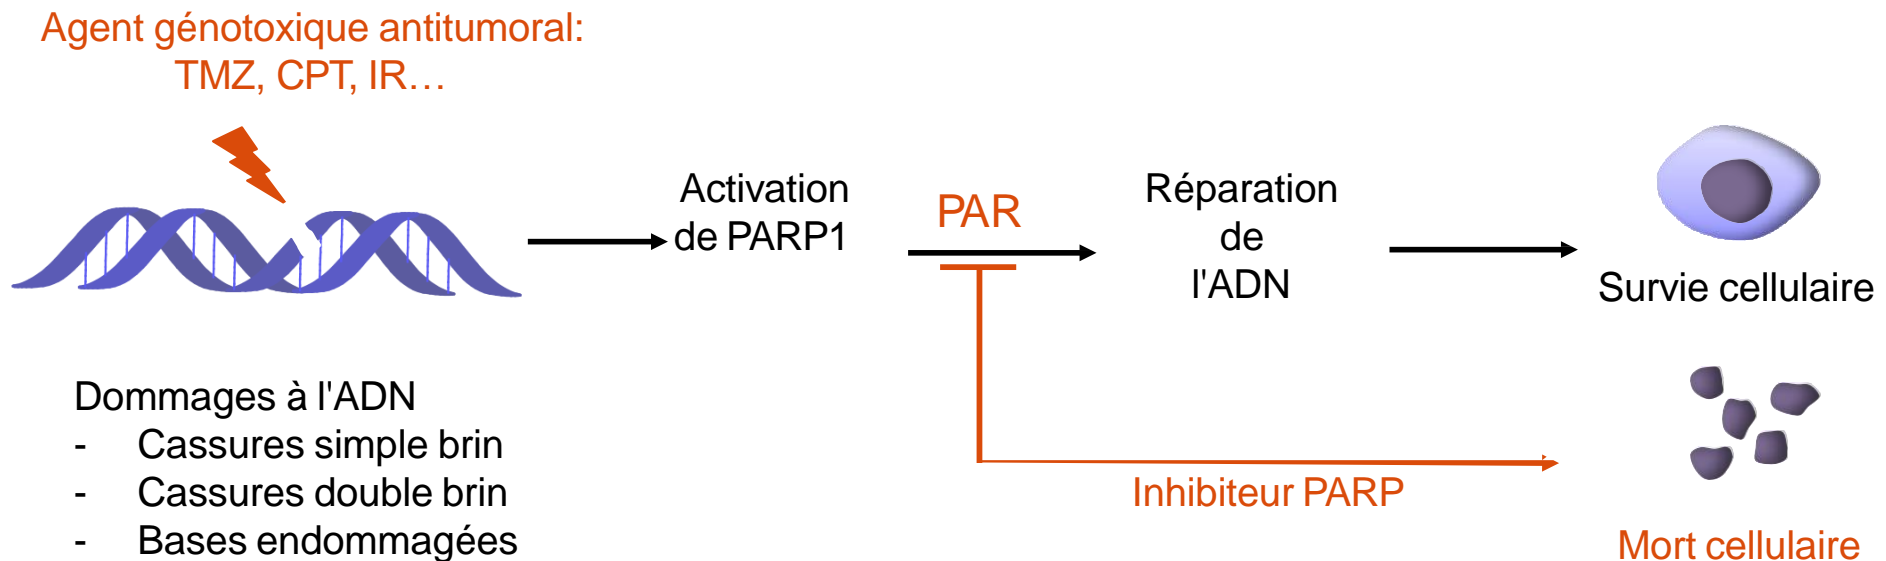 Agent génotoxique antitumoral:
TMZ, CPT, IR…
Activation
de PARP1
PAR
Réparation
de
l'ADN
Survie cellulaire
Dommages à l'ADN
- Cassures simple brin
- Cassures double brin
- Bases endommagées
Inhibiteur PARP
Mort cellulaire